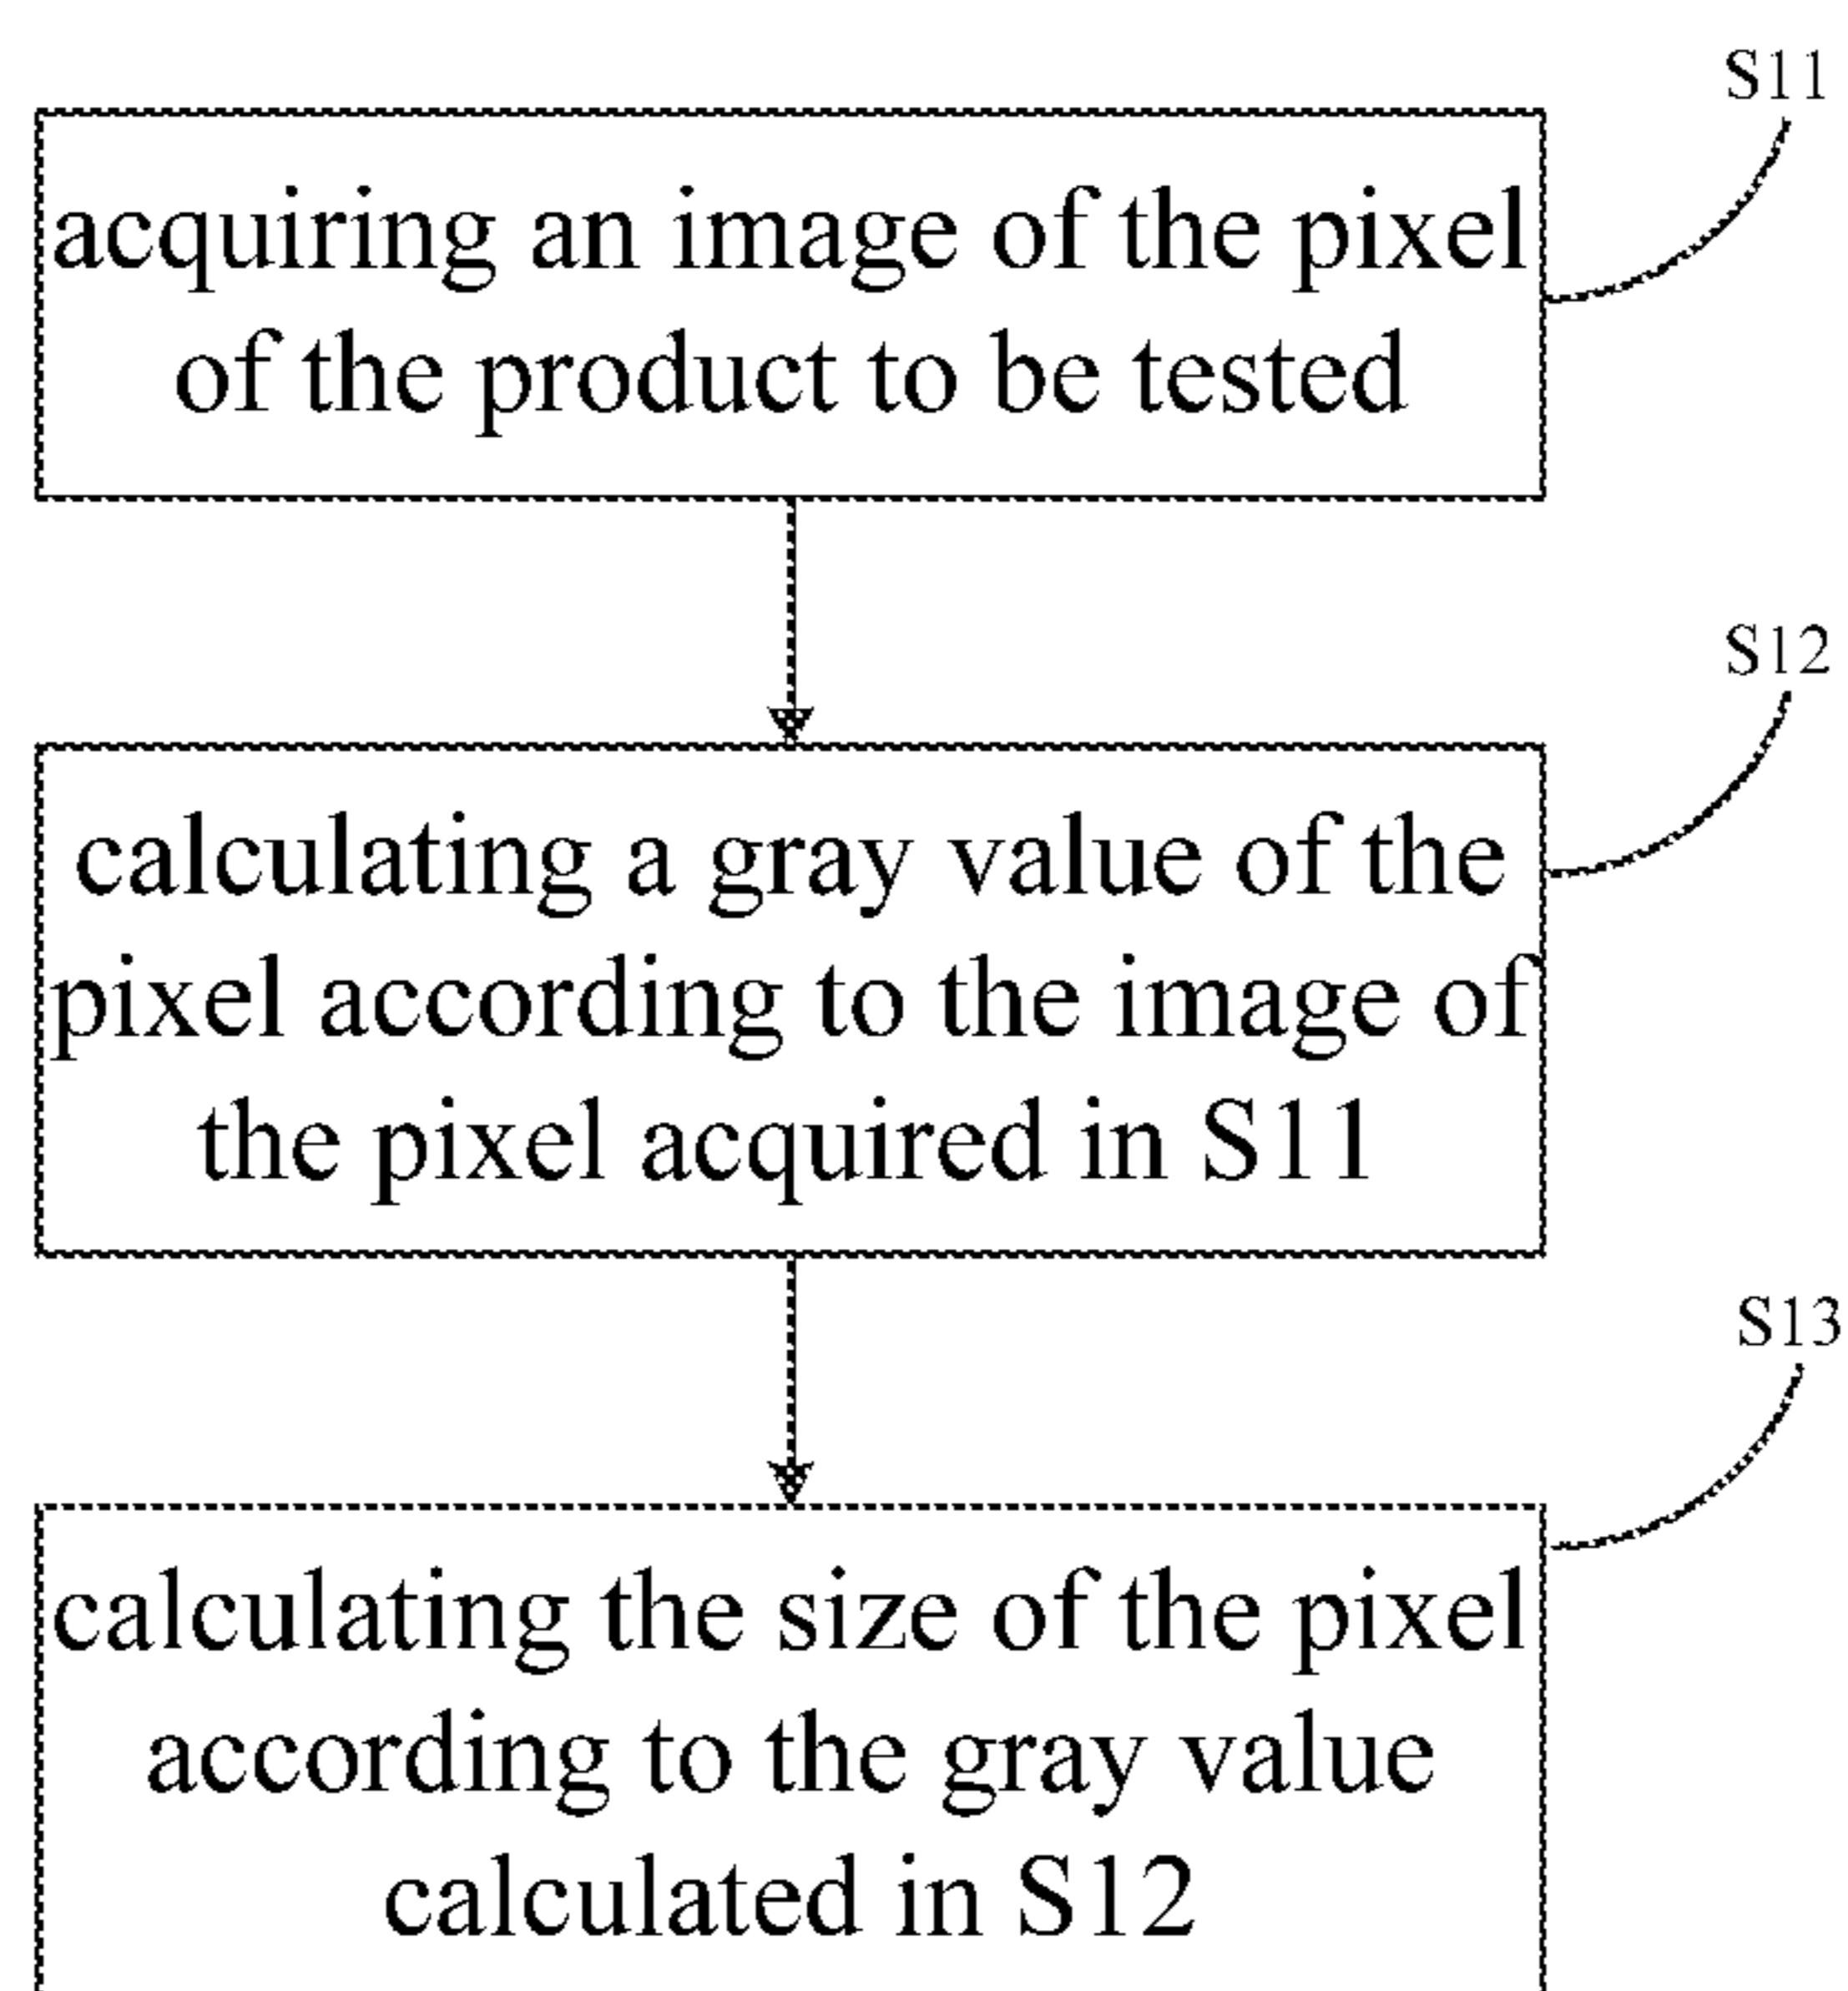 S11
acquiring an image of the pixel
of the product to be tested
S12
calculating a gray value of the
pixel according to the image of
the pixel acquired in S11
S13
calculating the size of the pixel
according to the gray value
calculated in S12